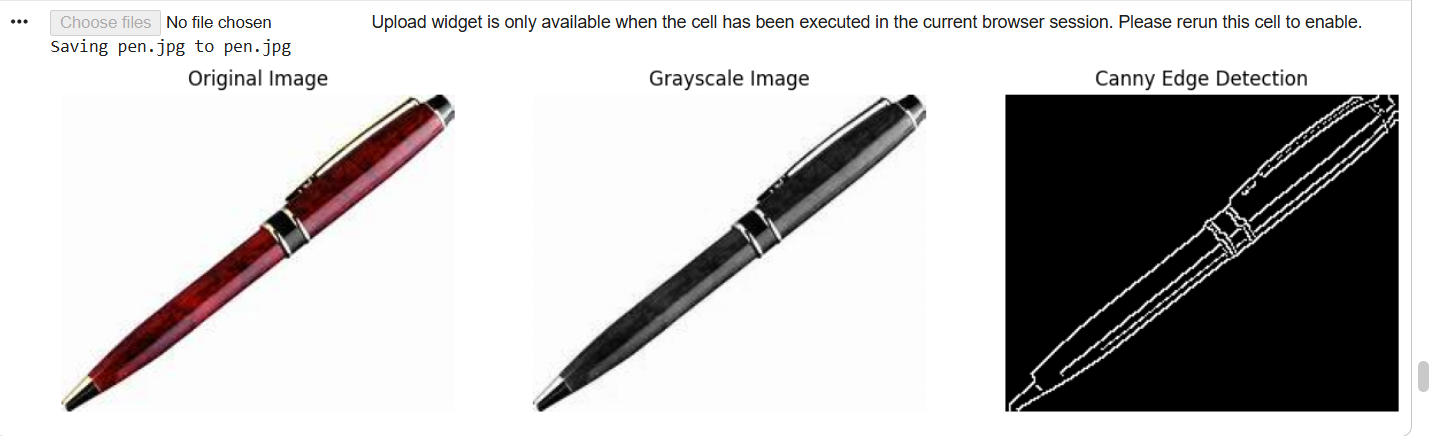 Choose files No file chosen Upload widget is only available when the cell has been executed in the current browser session. Please rerun this cell to enable.
Saving pen.jpg to pen.jpg
Original Image Grayscale Image Canny Edge Detection